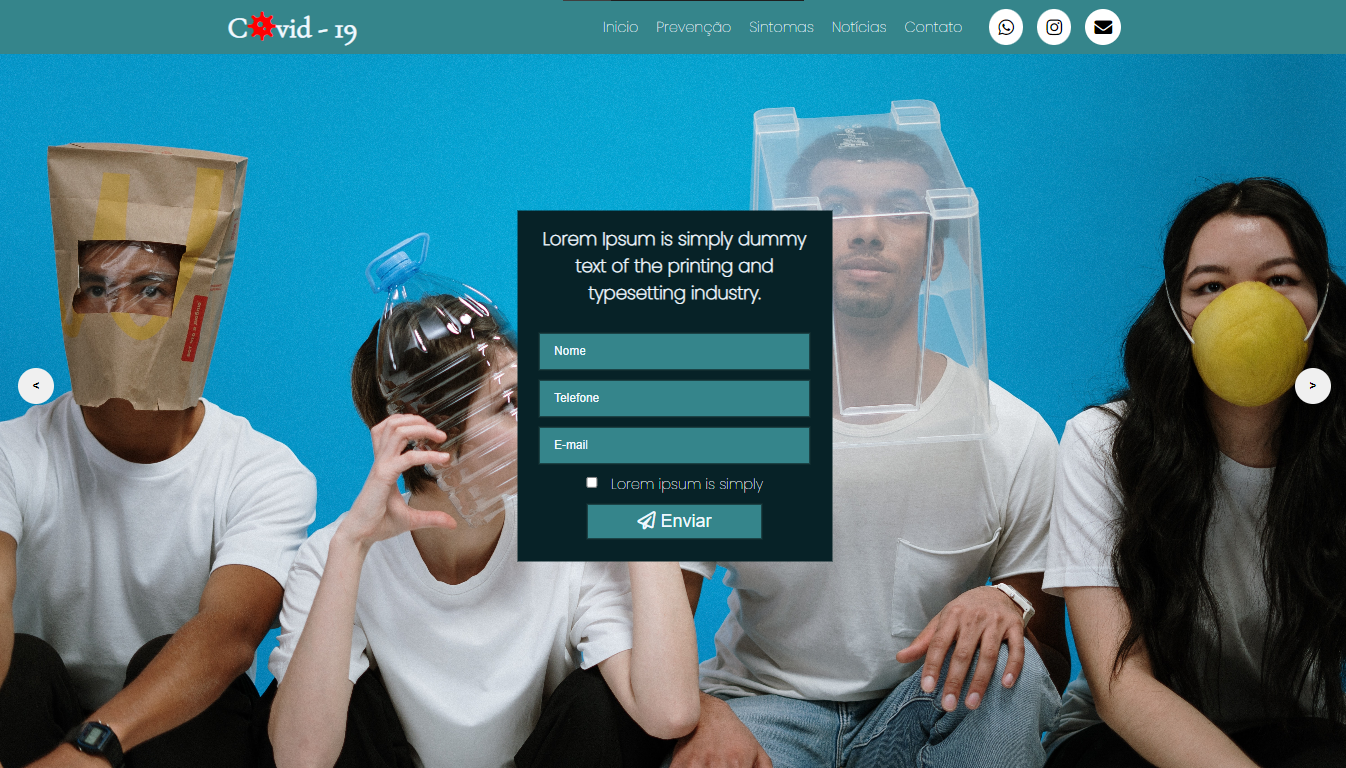 Covid - 19
Inicio Prevenção Sintomas Notícias Contato
Lorem Ipsum is simply dummy
text of the printing and
typesetting industry.
Nome
Telefone
E-mail
Lorem ipsum is simply
Enviar
<
>